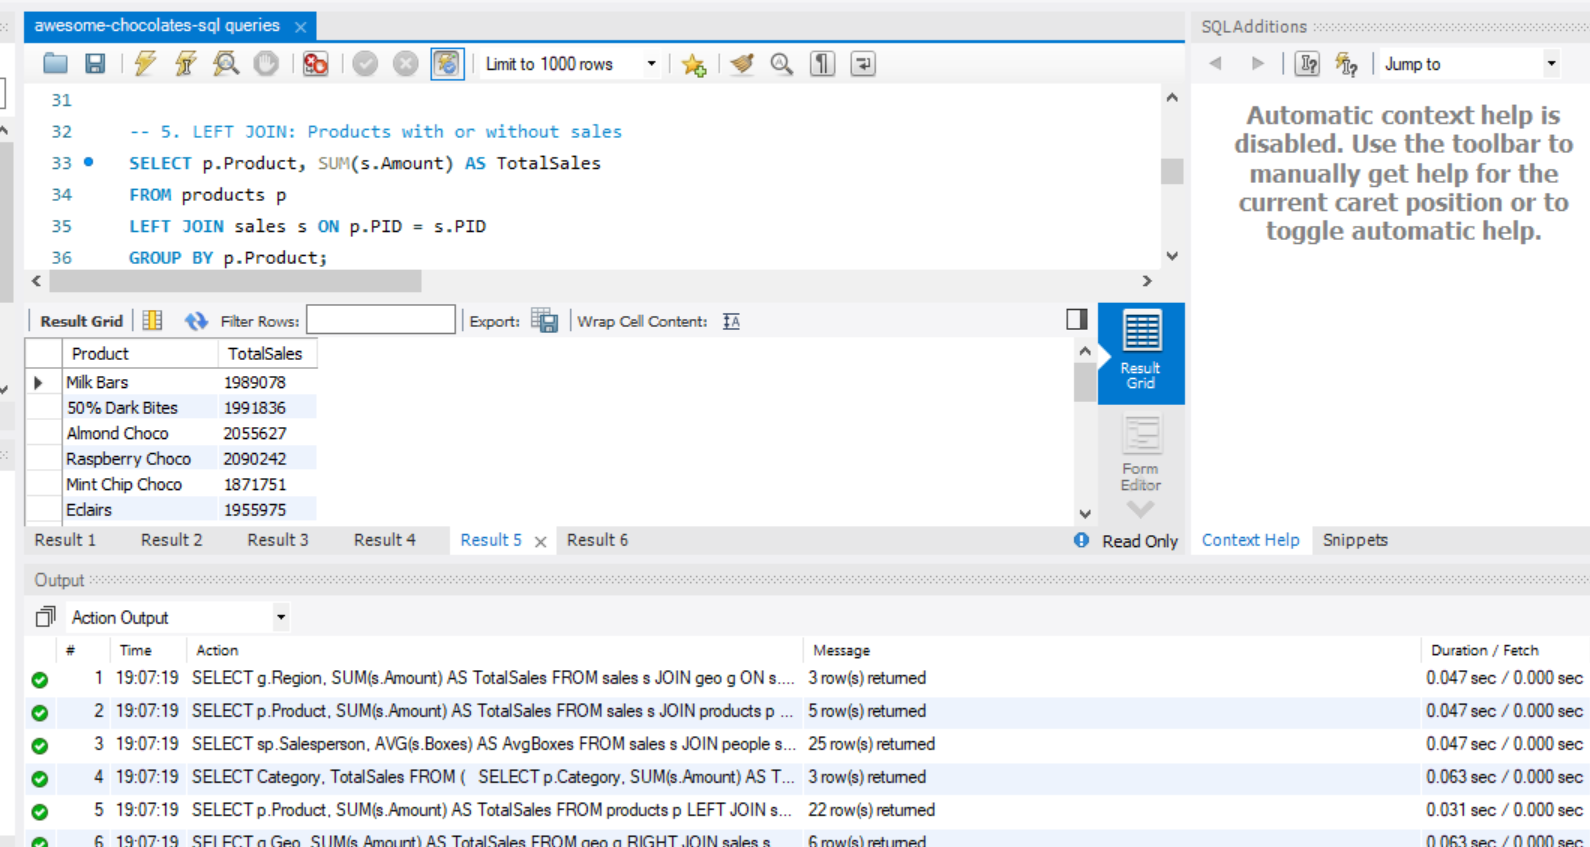 awesome-chocolates-sql queries
SQLAdditions
Limit to 1000 rows
Jump to
31
32 -- 5. LEFT JOIN: Products with or without sales
33 SELECT p.Product, SUM(s.Amount) AS TotalSales
34 FROM products p
35 LEFT JOIN sales s ON p.PID = s.PID
36 GROUP BY p.Product;
Automatic context help is
disabled. Use the toolbar to
manually get help for the
current caret position or to
toggle automatic help.
Result Grid Filter Rows: Export: Wrap Cell Content: IA
Product TotalSales
Milk Bars 1989078
50% Dark Bites 1991836
Almond Choco 2055627
Raspberry Choco 2090242
Mint Chip Choco 1871751
Eclairs 1955975
Result
Grid
Form
Editor
Result 1 Result 2 Result 3 Result 4 Result 5 Result 6 Read Only
Context Help Snippets
Output
Action Output
# Time Action Message Duration / Fetch
1 19:07:19 SELECT g.Region, SUM(s.Amount) AS TotalSales FROM sales s JOIN geo g ON s.... 3 row(s) returned 0.047 sec / 0.000 sec
2 19:07:19 SELECT p.Product, SUM(s.Amount) AS TotalSales FROM sales s JOIN products p ... 5 row(s) returned 0.047 sec / 0.000 sec
3 19:07:19 SELECT sp.Salesperson, AVG(s.Boxes) AS AvgBoxes FROM sales s JOIN people s... 25 row(s) returned 0.047 sec / 0.000 sec
4 19:07:19 SELECT Category, TotalSales FROM ( SELECT p.Category, SUM(s.Amount) AS T... 3 row(s) returned 0.063 sec / 0.000 sec
5 19:07:19 SELECT p.Product, SUM(s.Amount) AS TotalSales FROM products p LEFT JOIN s... 22 row(s) returned 0.031 sec / 0.000 sec
6 19:07:19 SELECT g.Geo, SUM(s.Amount) AS TotalSales FROM geo g RIGHT JOIN sales s 6 row(s) returned 0.063 sec / 0.000 sec